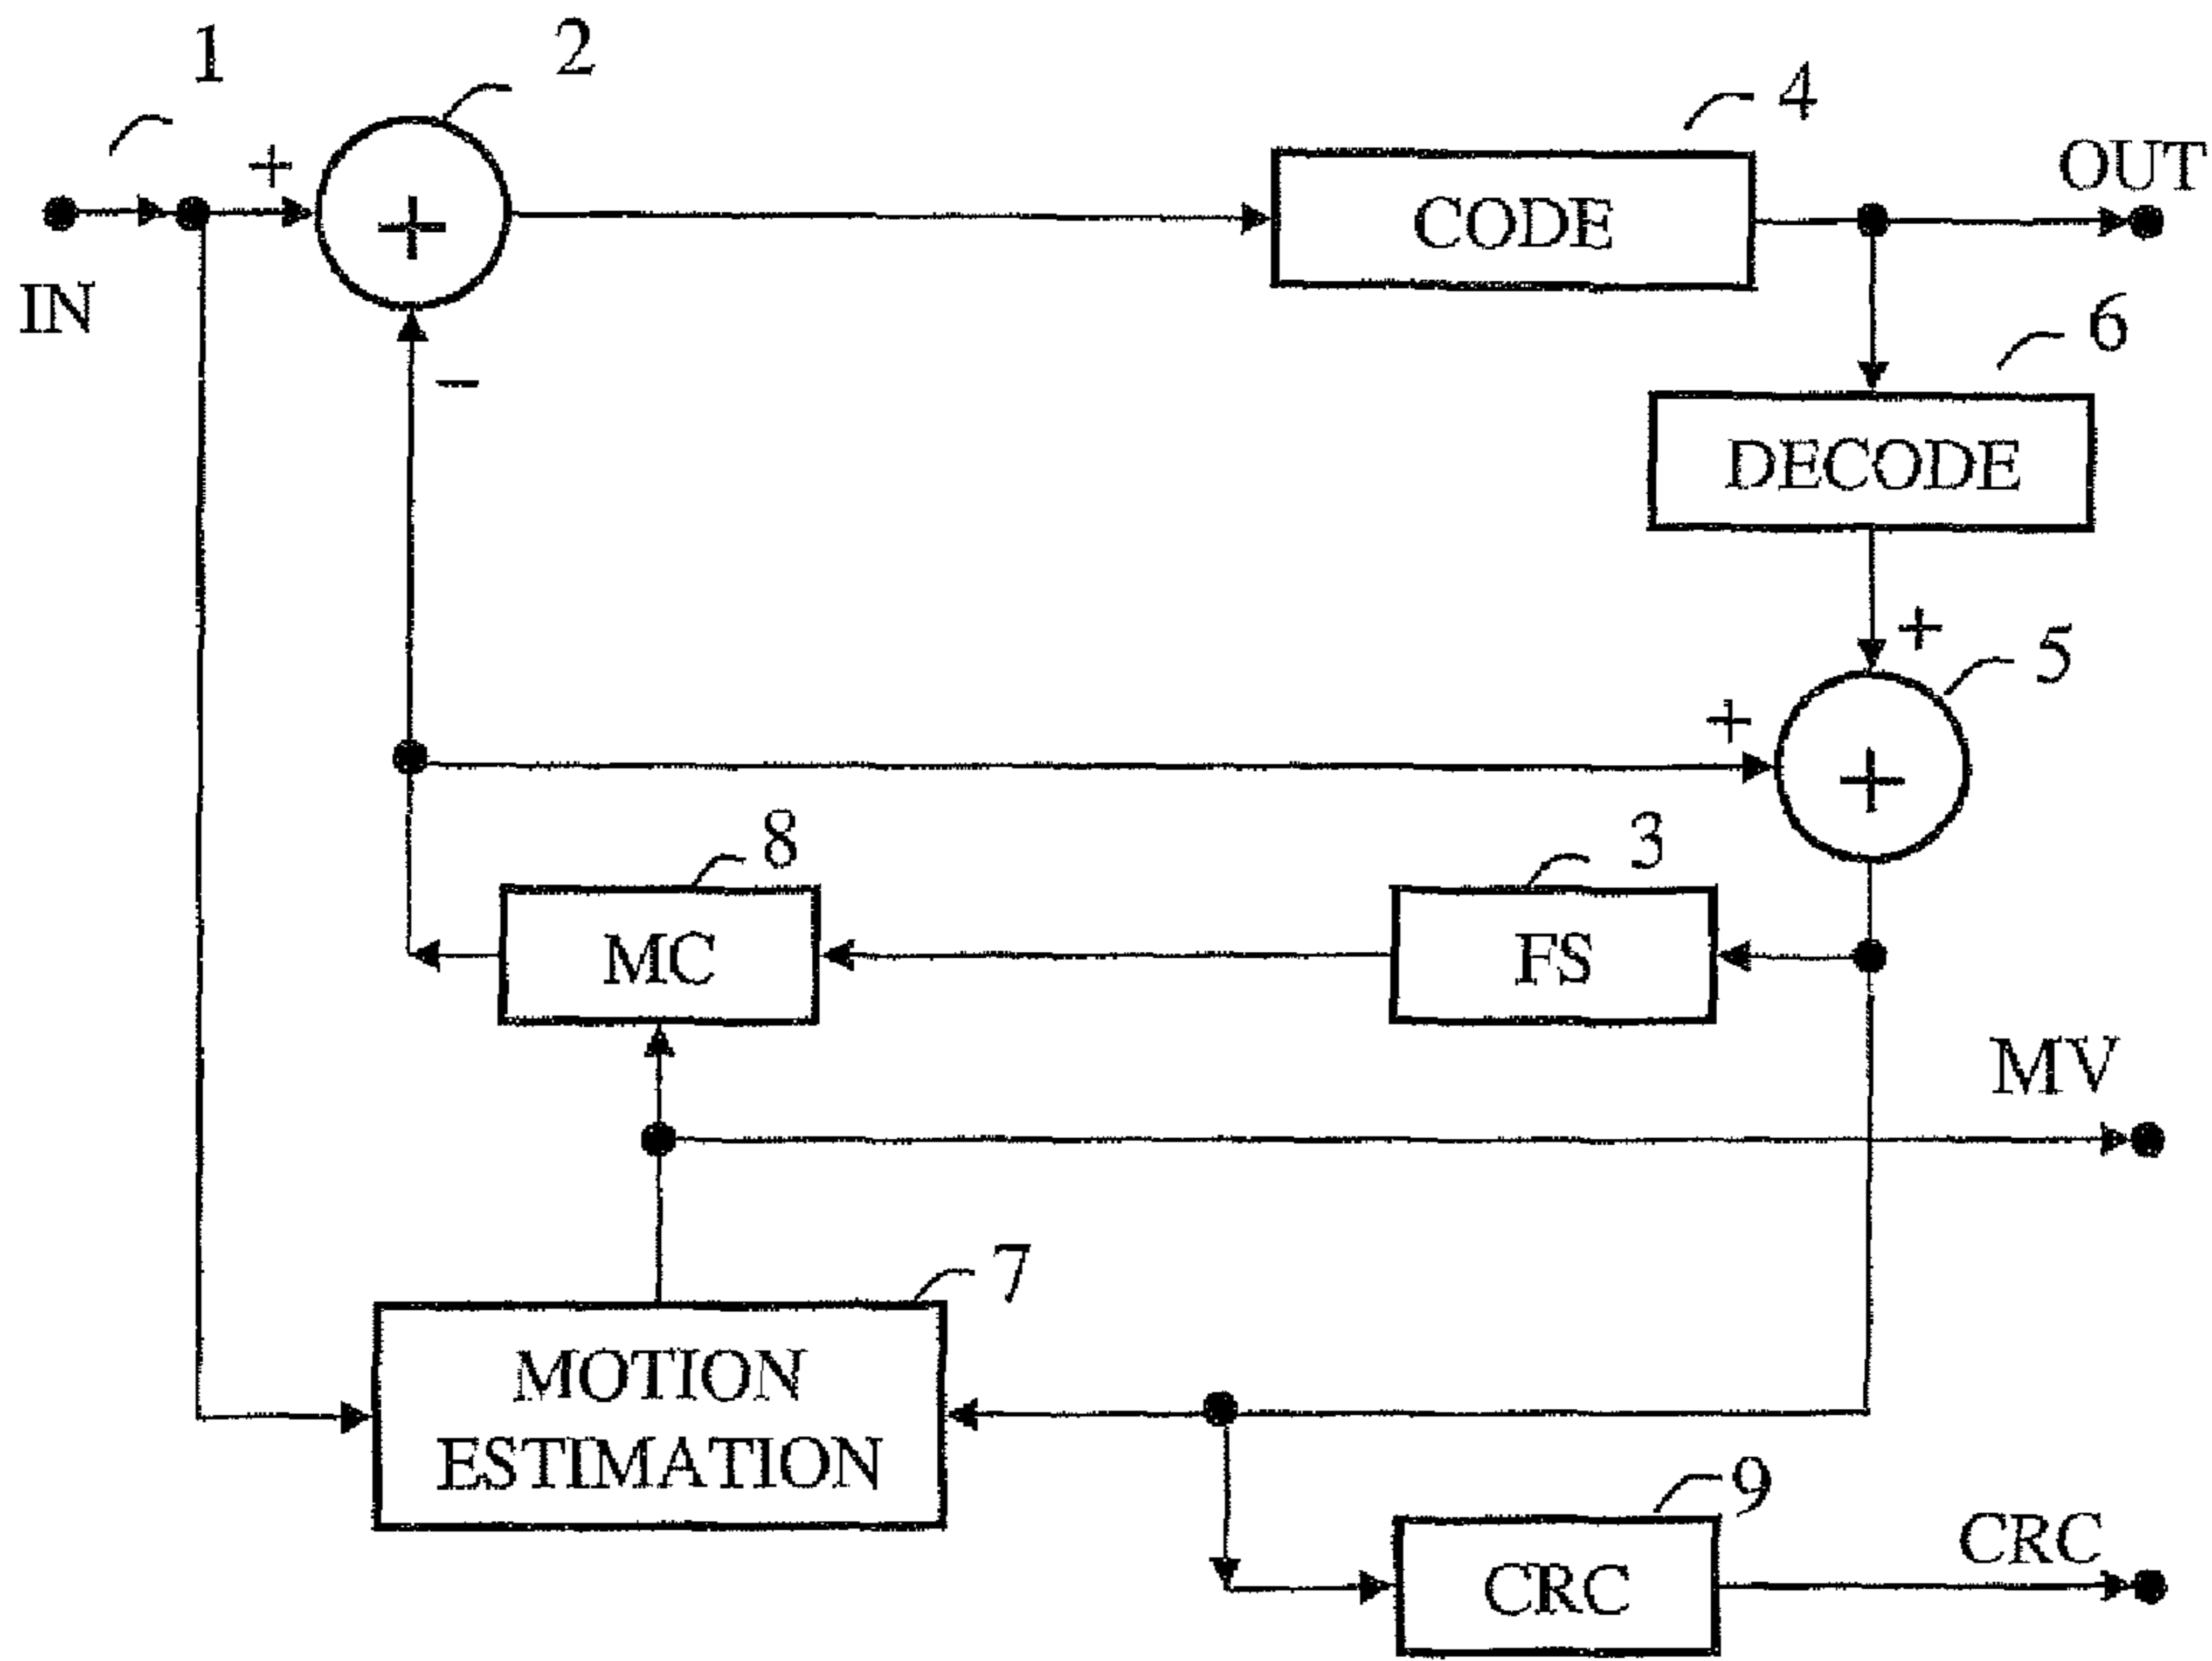 1
2
4
+
+
CODE
OUT
IN
6
−
DECODE
+
5
+
+
8
3
MC
FS
MV
7
MOTION
ESTIMATION
9
CRC
CRC